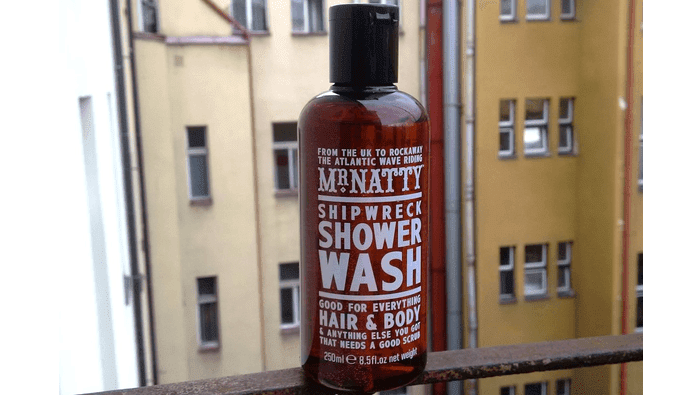 FROM THE UK TO ROCKAWAY
THE ATLANTIC WAVE RIDING
MR. NATTY
SHIPWRECK
SHOWER
WASH
GOOD FOR EVERYTHING
HAIR & BODY
& ANYTHING ELSE YOU GOT
THAT NEEDS A GOOD SCRUB
250ml ℮ 8.5fl.oz net weight